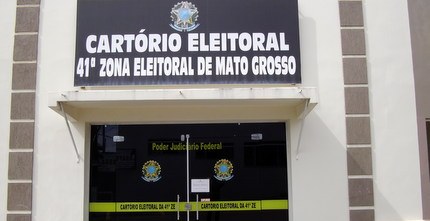 CARTÓRIO ELEITORAL
41ª ZONA ELEITORAL DE MATO GROSSO
Poder Judiciário Federal
CARTÓRIO ELEITORAL DA 41ª ZE
CARTÓRIO ELEITORAL DA 41ª ZE